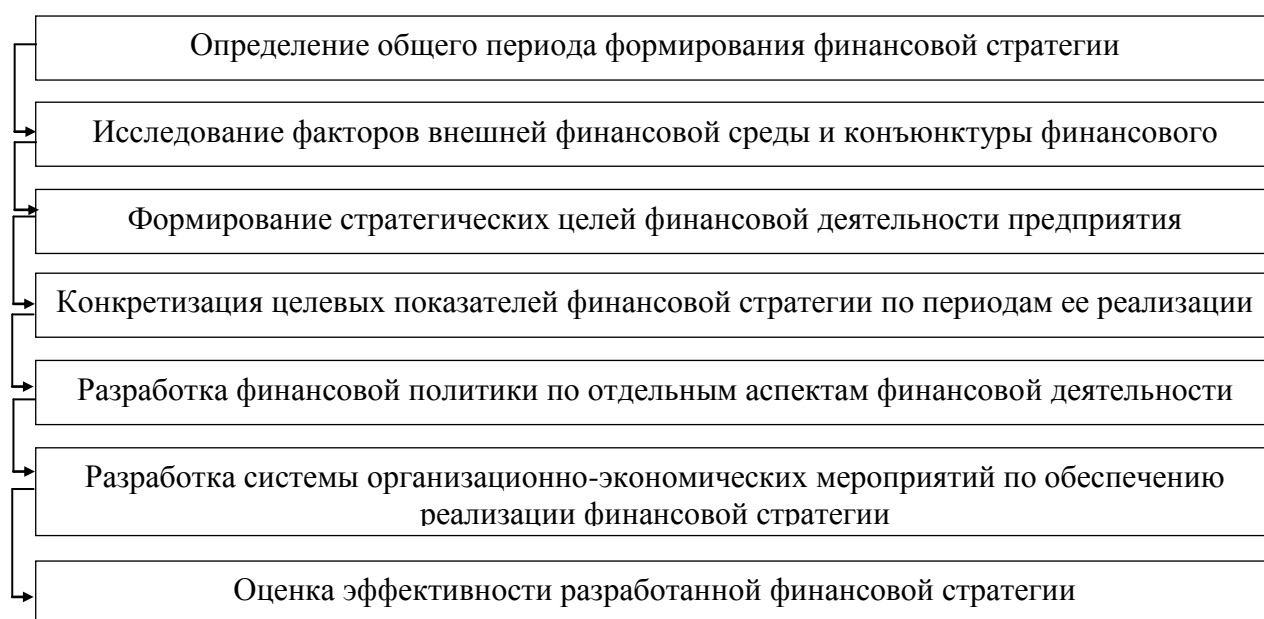 Определение общего периода формирования финансовой стратегии
Исследование факторов внешней финансовой среды и конъюнктуры финансового
Формирование стратегических целей финансовой деятельности предприятия
Конкретизация целевых показателей финансовой стратегии по периодам ее реализации
Разработка финансовой политики по отдельным аспектам финансовой деятельности
Разработка системы организационно-экономических мероприятий по обеспечению
реализации финансовой стратегии
Оценка эффективности разработанной финансовой стратегии